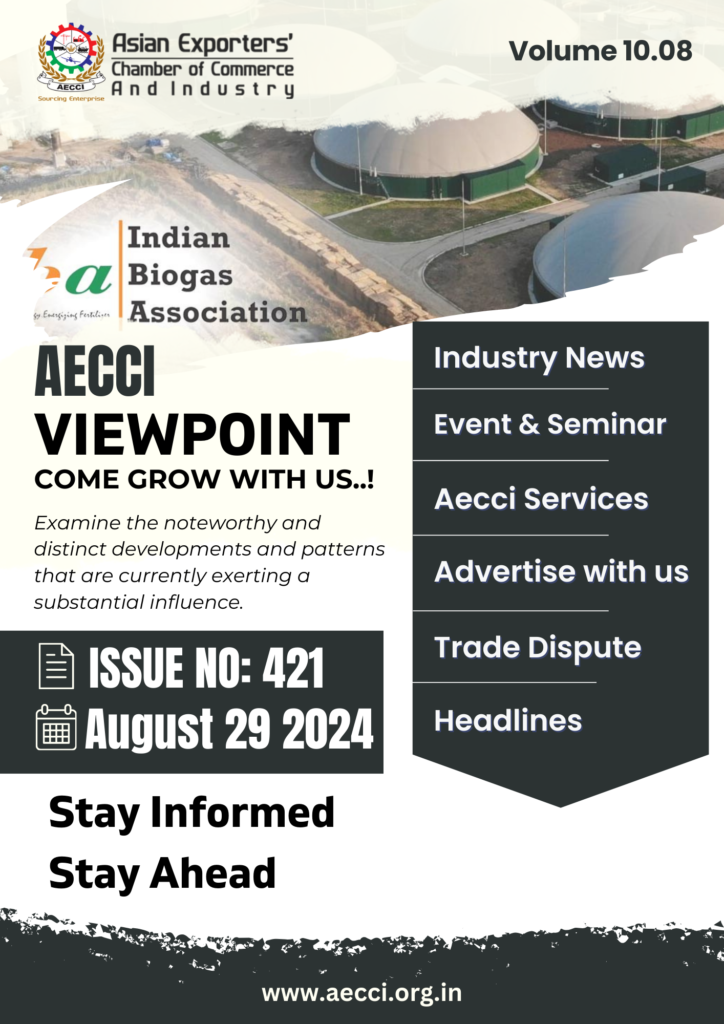 Asian Exporters'
Chamber of Commerce
And Industry
AECCI
Sourcing Enterprise
Volume 10.08
Indian
Biogas
Association
Energizing Fertilizer
AECCI
VIEWPOINT
COME GROW WITH US..!
Examine the noteworthy and
distinct developments and patterns
that are currently exerting a
substantial influence.
ISSUE NO: 421
August 29 2024
Industry News
Event & Seminar
Aecci Services
Advertise with us
Trade Dispute
Headlines
Stay Informed
Stay Ahead
www.aecci.org.in